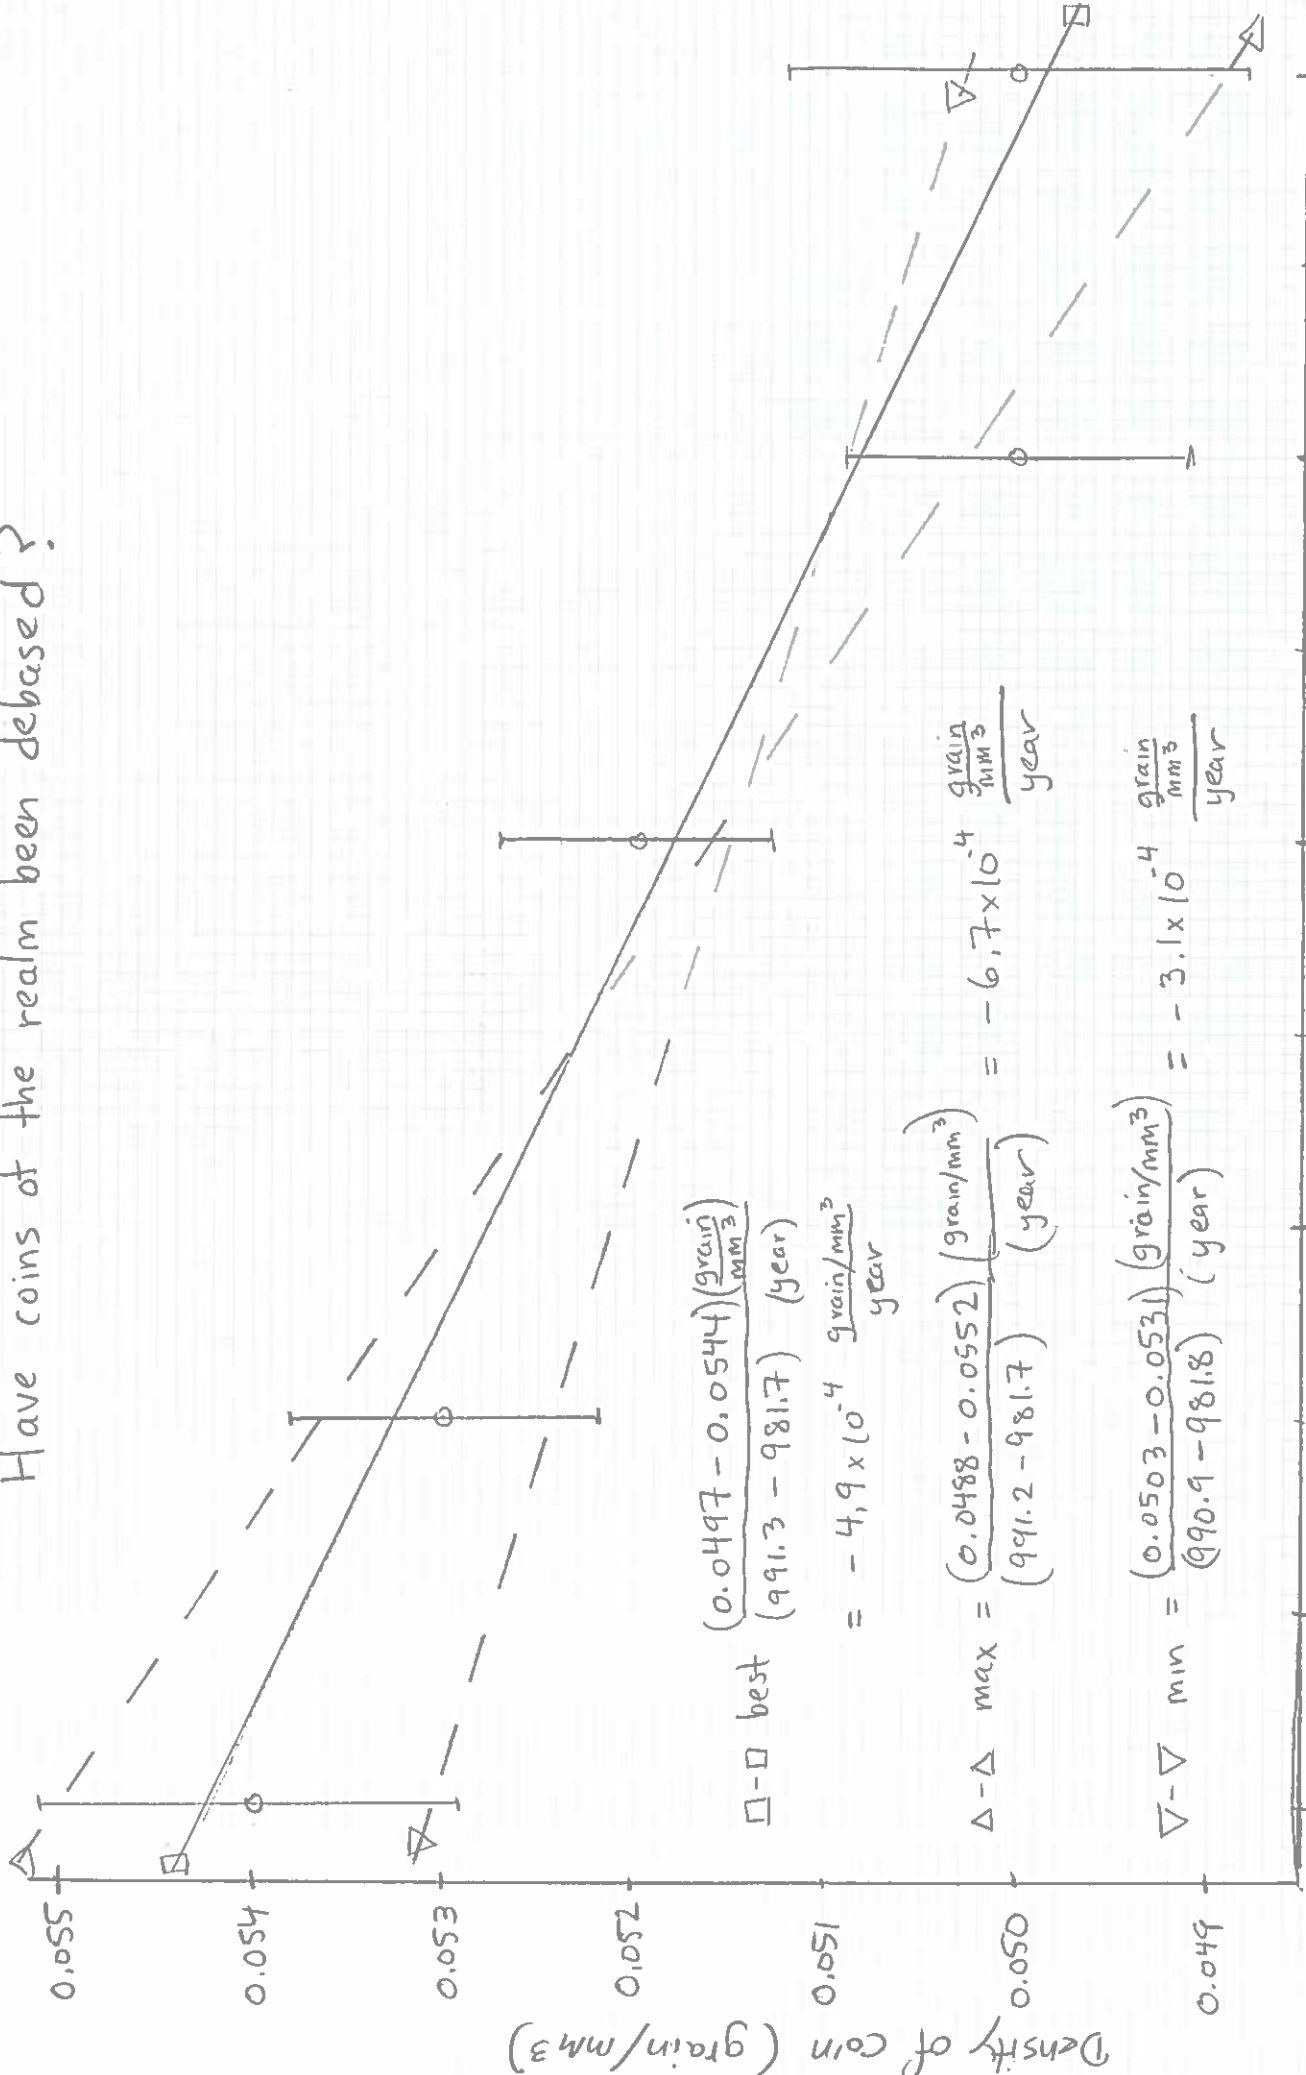 Have coins of the realm been debased?
Density of coin (grain/mm3)
0.055
0.054
0.053
0.052
0.051
0.050
0.049
□-□ best (0.0497 - 0.0544) (grain/mm3)
(991.3 - 981.7) (year)
= - 4.9 x 10-4 grain/mm3
year
△-△ max = (0.0488 - 0.0552) (grain/mm3)
(991.2 - 981.7) (year)
= - 6.7 x 10-4 grain
mm3
year
▽-▽ min = (0.0503 - 0.0531) (grain/mm3)
(990.9 - 981.8) (year)
= - 3.1 x 10-4 grain
mm3
year